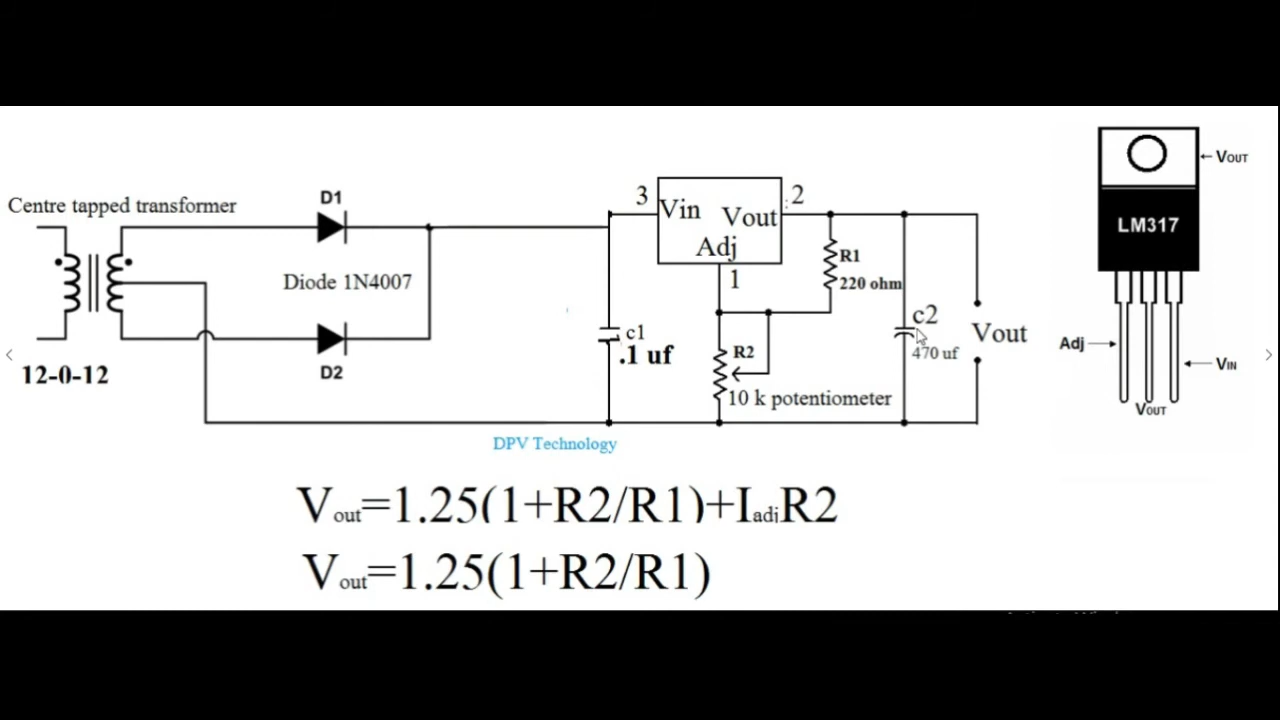 Centre tapped transformer
12-0-12
D1
Diode 1N4007
D2
3
Vin
Vout
Adj
2
1
R1
220 ohm
c1
.1 uf
R2
10 k potentiometer
c2
470 uf
Vout
DPV Technology
Vout=1.25(1+R2/R1)+IadjR2
Vout=1.25(1+R2/R1)
VOUT
LM317
Adj
VIN
VOUT